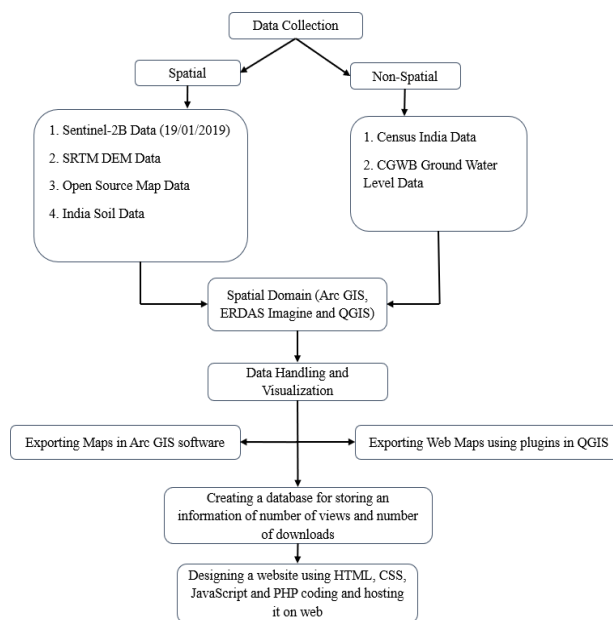 Data Collection
Spatial
Non-Spatial
1. Sentinel-2B Data (19/01/2019)
2. SRTM DEM Data
3. Open Source Map Data
4. India Soil Data
1. Census India Data
2. CGWB Ground Water
Level Data
Spatial Domain (Arc GIS,
ERDAS Imagine and QGIS)
Data Handling and
Visualization
Exporting Maps in Arc GIS software
Exporting Web Maps using plugins in QGIS
Creating a database for storing an
information of number of views and number
of downloads
Designing a website using HTML, CSS,
JavaScript and PHP coding and hosting
it on web